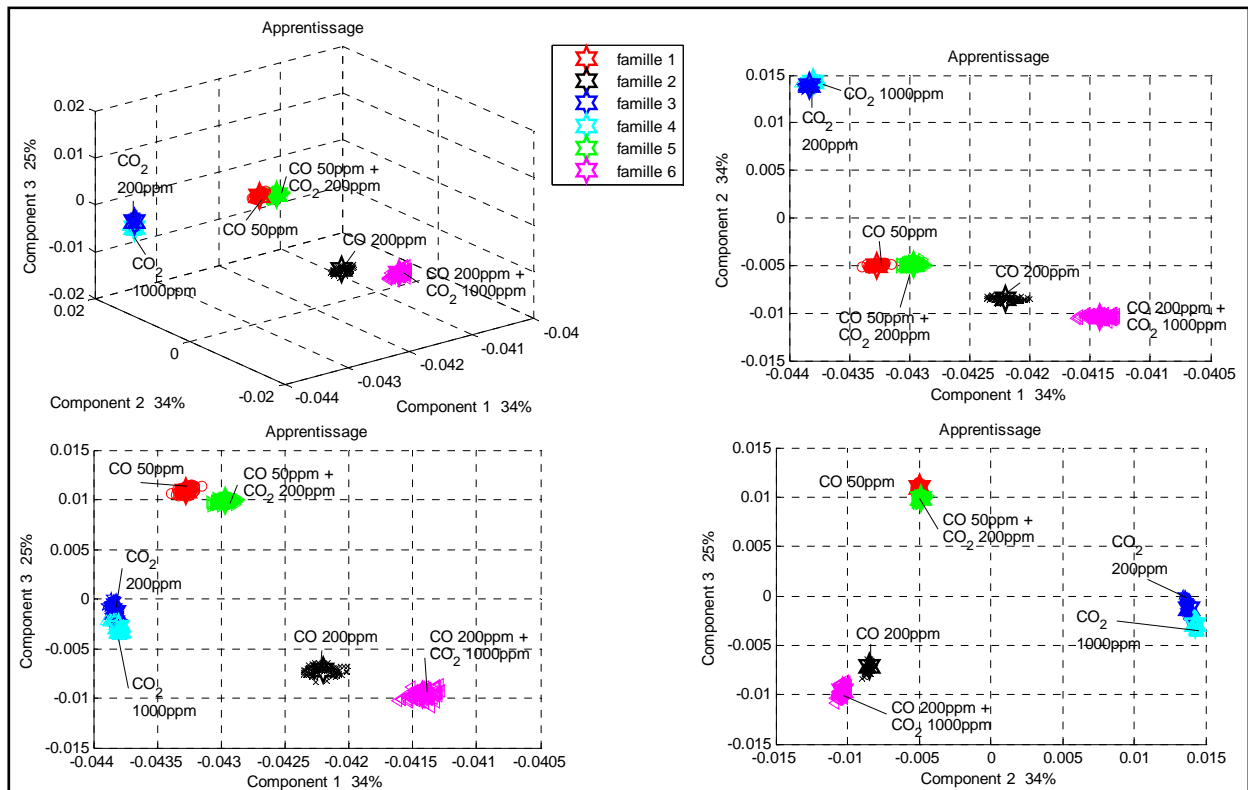 Apprentissage
0.02
0.01
0
-0.01
-0.02
Component 3 25%
0.02
0
-0.02
Component 2 34%
-0.044
-0.043
-0.042
-0.041
-0.04
Component 1 34%
CO2
200ppm
CO2
1000ppm
CO 50ppm +
CO2 200ppm
CO 50ppm
CO 200ppm
CO 200ppm +
CO2 1000ppm
famille 1
famille 2
famille 3
famille 4
famille 5
famille 6
Apprentissage
0.015
0.01
0.005
0
-0.005
-0.01
-0.015
Component 2 34%
CO2 1000ppm
CO2
200ppm
CO 50ppm
CO 50ppm +
CO2 200ppm
CO 200ppm
CO 200ppm +
CO2 1000ppm
-0.044 -0.0435 -0.043 -0.0425 -0.042 -0.0415 -0.041 -0.0405
Component 1 34%
Apprentissage
0.015
0.01
0.005
0
-0.005
-0.01
-0.015
Component 3 25%
CO 50ppm
CO 50ppm +
CO2 200ppm
CO2
200ppm
CO2
1000ppm
CO 200ppm
CO 200ppm +
CO2 1000ppm
-0.044 -0.0435 -0.043 -0.0425 -0.042 -0.0415 -0.041 -0.0405
Component 1 34%
Apprentissage
0.015
0.01
0.005
0
-0.005
-0.01
-0.015
Component 3 25%
CO 50ppm
CO 50ppm +
CO2 200ppm
CO2
200ppm
CO2
1000ppm
CO 200ppm
CO 200ppm +
CO2 1000ppm
-0.015 -0.01 -0.005 0 0.005 0.01 0.015
Component 2 34%